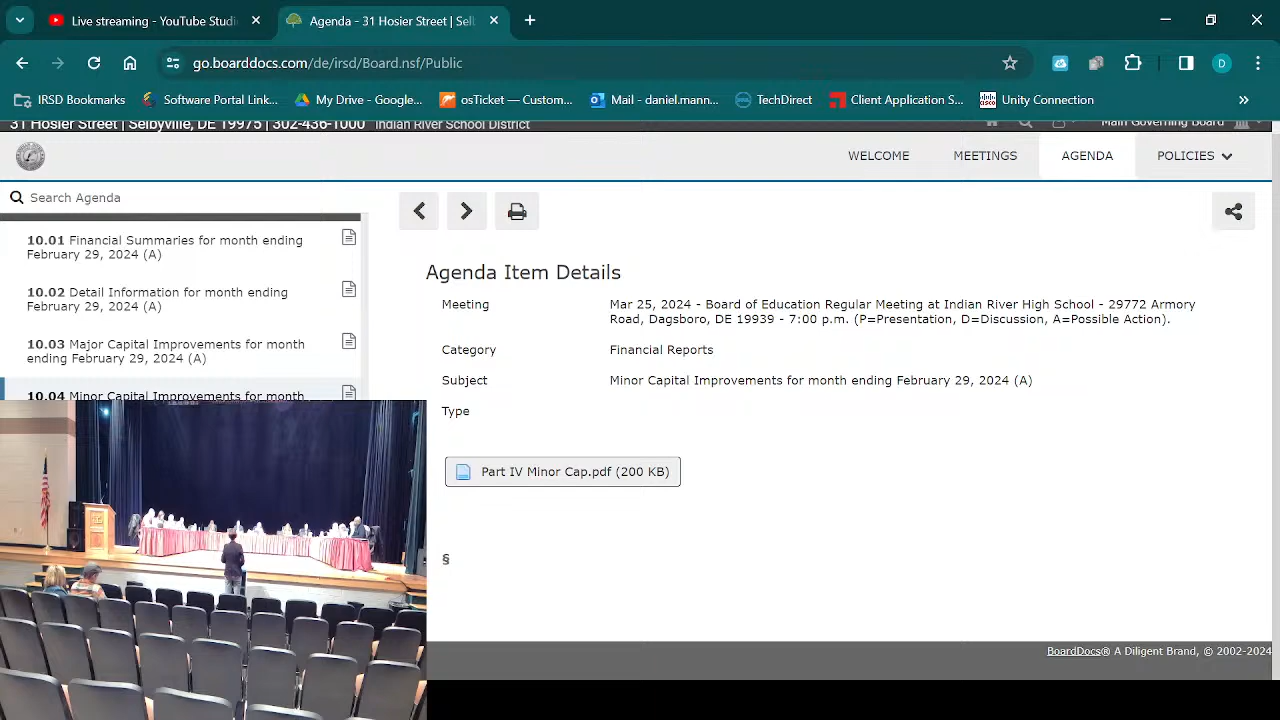 Live streaming - YouTube Studi
Agenda - 31 Hosier Street | Sel
go.boarddocs.com/de/irsd/Board.nsf/Public
IRSD Bookmarks
Software Portal Link...
My Drive - Google...
osTicket — Custom...
Mail - daniel.mann...
TechDirect
Client Application S...
Unity Connection
31 Hosier Street | Selbyville, DE 19975 | 302-436-1000 Indian River School District
Main Governing Board
WELCOME
MEETINGS
AGENDA
POLICIES
Search Agenda
10.01 Financial Summaries for month ending
February 29, 2024 (A)
10.02 Detail Information for month ending
February 29, 2024 (A)
10.03 Major Capital Improvements for month
ending February 29, 2024 (A)
10.04 Minor Capital Improvements for month
Agenda Item Details
Meeting
Mar 25, 2024 - Board of Education Regular Meeting at Indian River High School - 29772 Armory
Road, Dagsboro, DE 19939 - 7:00 p.m. (P=Presentation, D=Discussion, A=Possible Action).
Category
Financial Reports
Subject
Minor Capital Improvements for month ending February 29, 2024 (A)
Type
Part IV Minor Cap.pdf (200 KB)
§
BoardDocs® A Diligent Brand, © 2002-2024
D